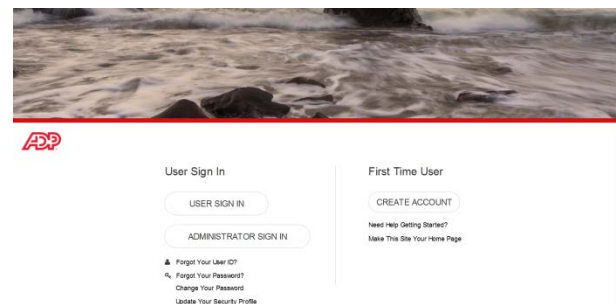 ADP
User Sign In
USER SIGN IN
ADMINISTRATOR SIGN IN
Forgot Your User ID?
Forgot Your Password?
Change Your Password
Update Your Security Profile
First Time User
CREATE ACCOUNT
Need Help Getting Started?
Make This Site Your Home Page